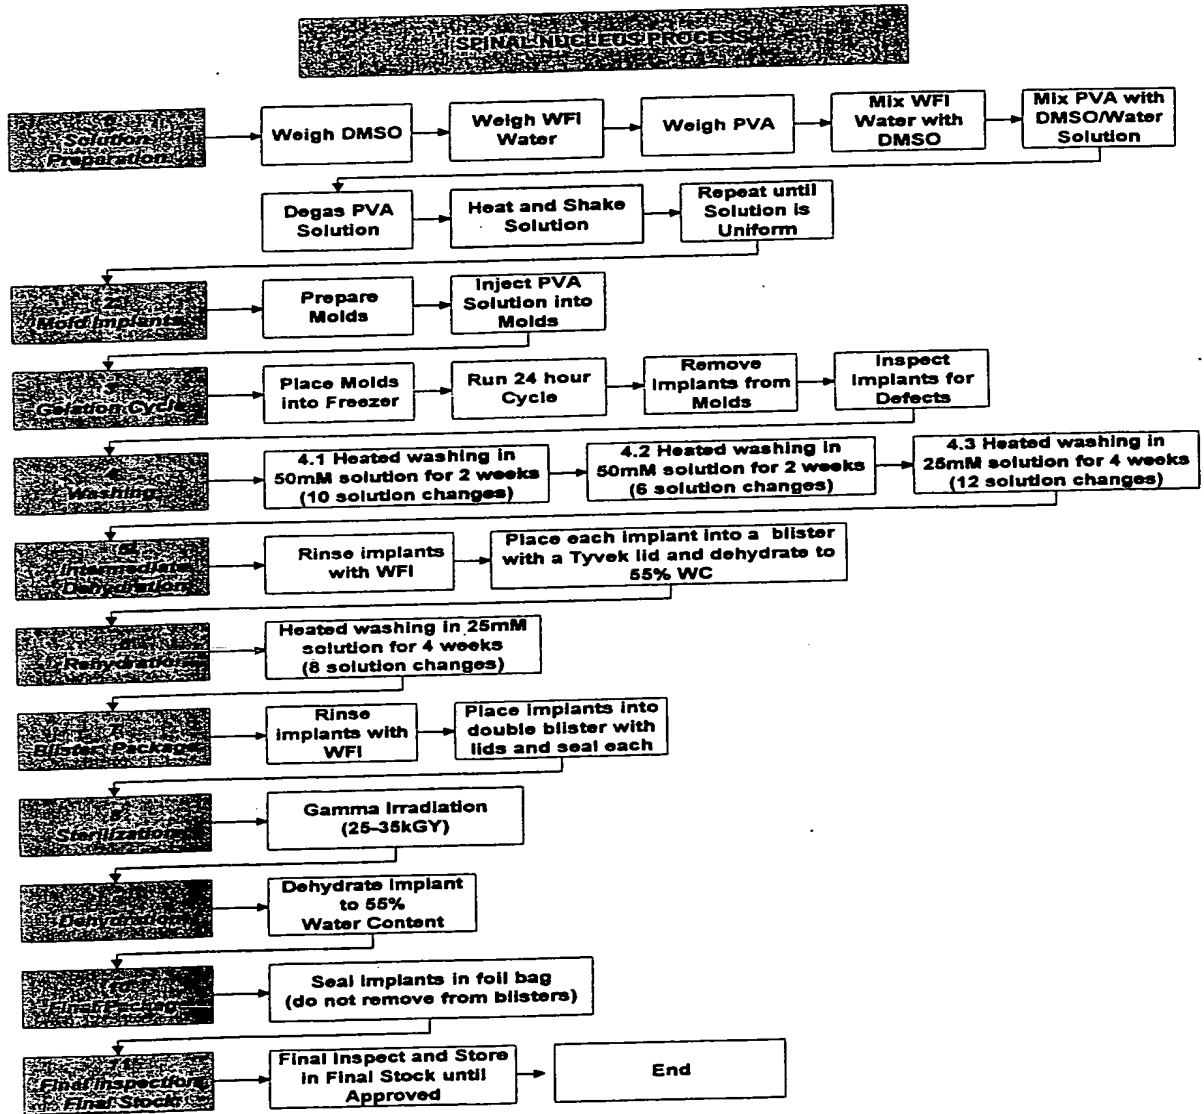 SPINAL NUCLEUS PROCESS
Solution
Preparation
Weigh DMSO
Weigh WFI
Water
Weigh PVA
Mix WFI
Water with
DMSO
Mix PVA with
DMSO/Water
Solution
Degas PVA
Solution
Heat and Shake
Solution
Repeat until
Solution is
Uniform
2.
Mold Implants
Prepare
Molds
Inject PVA
Solution into
Molds
Gelation Cycle
Place Molds
into Freezer
Run 24 hour
Cycle
Remove
Implants from
Molds
Inspect
Implants for
Defects
4.
Washing
4.1 Heated washing in
50mM solution for 2 weeks
(10 solution changes)
4.2 Heated washing in
50mM solution for 2 weeks
(6 solution changes)
4.3 Heated washing in
25mM solution for 4 weeks
(12 solution changes)
Intermediate
Dehydration
Rinse implants
with WFI
Place each implant into a blister
with a Tyvek lid and dehydrate to
55% WC
Rehydration
Heated washing in 25mM
solution for 4 weeks
(8 solution changes)
Blister Package
Rinse
implants with
WFI
Place implants into
double blister with
lids and seal each
Sterilization
Gamma Irradiation
(25-35kGY)
Dehydration
Dehydrate Implant
to 55%
Water Content
Final Package
Seal implants in foil bag
(do not remove from blisters)
Final Inspection
Final Stock
Final Inspect and Store
in Final Stock until
Approved
End